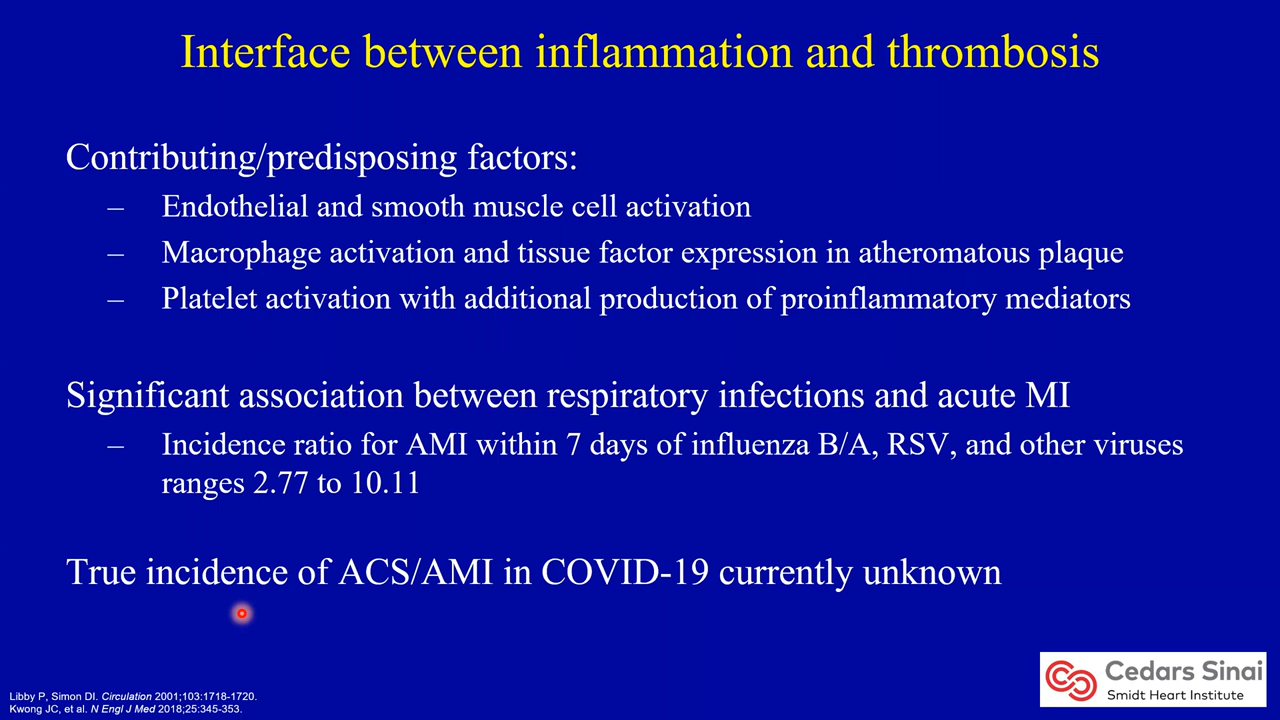 Interface between inflammation and thrombosis
Contributing/predisposing factors:
– Endothelial and smooth muscle cell activation
– Macrophage activation and tissue factor expression in atheromatous plaque
– Platelet activation with additional production of proinflammatory mediators
Significant association between respiratory infections and acute MI
– Incidence ratio for AMI within 7 days of influenza B/A, RSV, and other viruses
ranges 2.77 to 10.11
True incidence of ACS/AMI in COVID-19 currently unknown
Libby P, Simon DI. Circulation 2001;103:1718-1720.
Kwong JC, et al. N Engl J Med 2018;25:345-353.
Cedars Sinai
Smidt Heart Institute